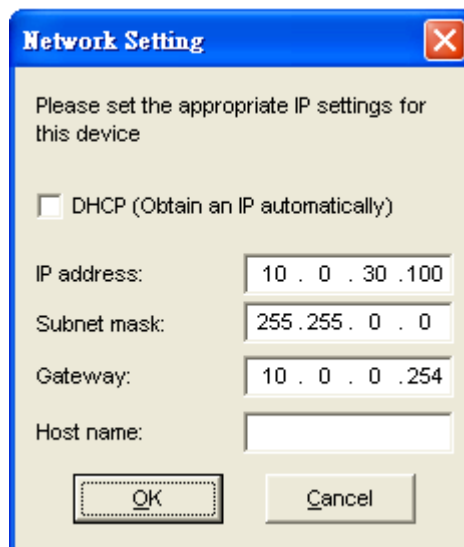 Network Setting
Please set the appropriate IP settings for
this device
DHCP (Obtain an IP automatically)
IP address: 10 . 0 . 30 .100
Subnet mask: 255 .255 . 0 . 0
Gateway: 10 . 0 . 0 .254
Host name:
OK Cancel